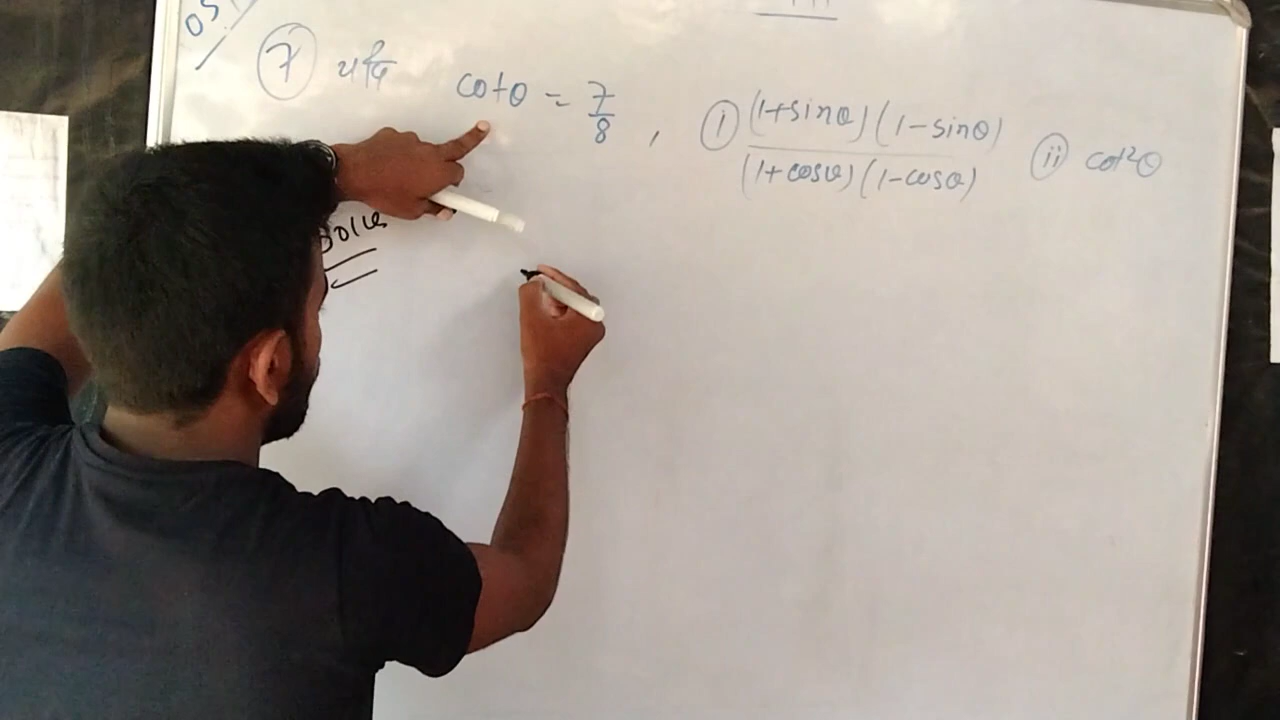 ⑦ यदि cotθ = 7/8 , ⓘ (1+sinθ)(1-sinθ)/(1+cosθ)(1-cosθ) ⓘⓘ cot²θ